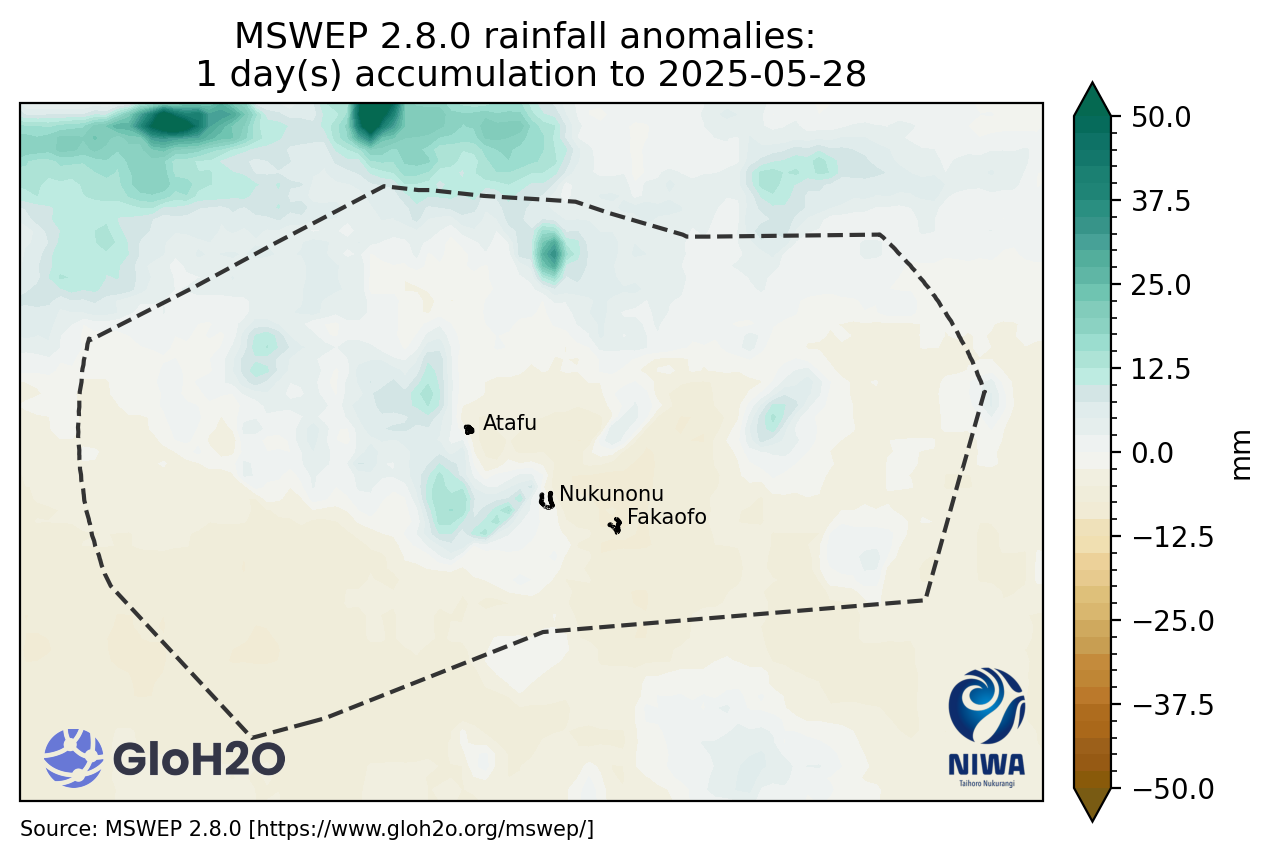 MSWEP 2.8.0 rainfall anomalies:
1 day(s) accumulation to 2025-05-28
50.0
37.5
25.0
12.5
0.0
−12.5
−25.0
−37.5
−50.0
mm
Atafu
Nukunonu
Fakaofo
GloH2O
NIWA
Taihoro Nukurangi
Source: MSWEP 2.8.0 [https://www.gloh2o.org/mswep/]